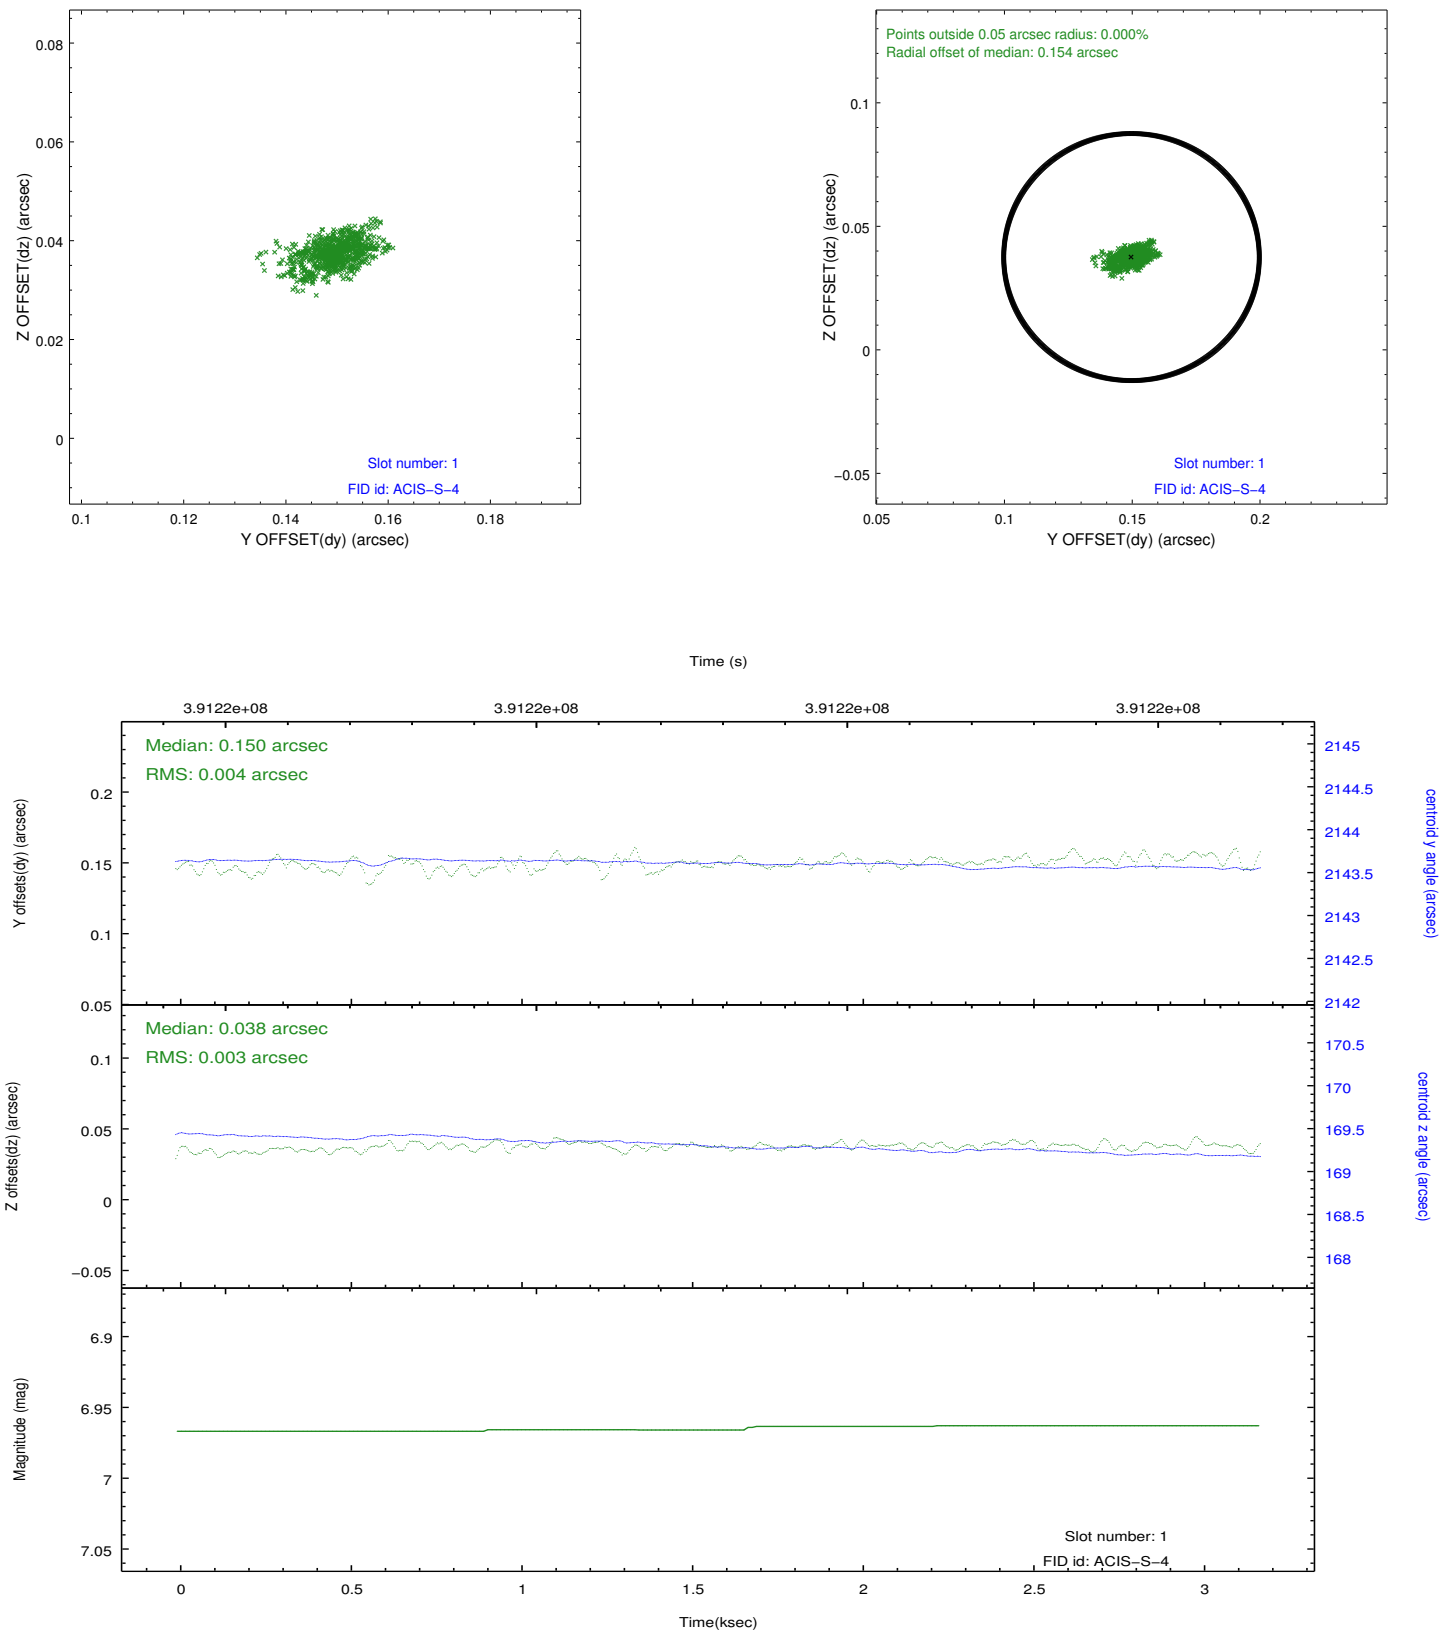 0.08
0.06
0.04
0.02
0
Z OFFSET(dz) (arcsec)
Slot number: 1
FID id: ACIS−S−4
0.1 0.12 0.14 0.16 0.18
Y OFFSET(dy) (arcsec)
Points outside 0.05 arcsec radius: 0.000%
Radial offset of median: 0.154 arcsec
0.1
0.05
0
−0.05
Z OFFSET(dz) (arcsec)
Slot number: 1
FID id: ACIS−S−4
0.05 0.1 0.15 0.2
Y OFFSET(dy) (arcsec)
Time (s)
3.9122e+08 3.9122e+08 3.9122e+08 3.9122e+08
Median: 0.150 arcsec
RMS: 0.004 arcsec
0.2
0.15
0.1
0.05
Y offsets(dy) (arcsec)
2145
2144.5
2144
2143.5
2143
2142.5
2142
centroid y angle (arcsec)
Median: 0.038 arcsec
RMS: 0.003 arcsec
0.1
0.05
0
−0.05
Z offsets(dz) (arcsec)
170.5
170
169.5
169
168.5
168
centroid z angle (arcsec)
6.9
6.95
7
7.05
Magnitude (mag)
Slot number: 1
FID id: ACIS−S−4
0 0.5 1 1.5 2 2.5 3
Time(ksec)